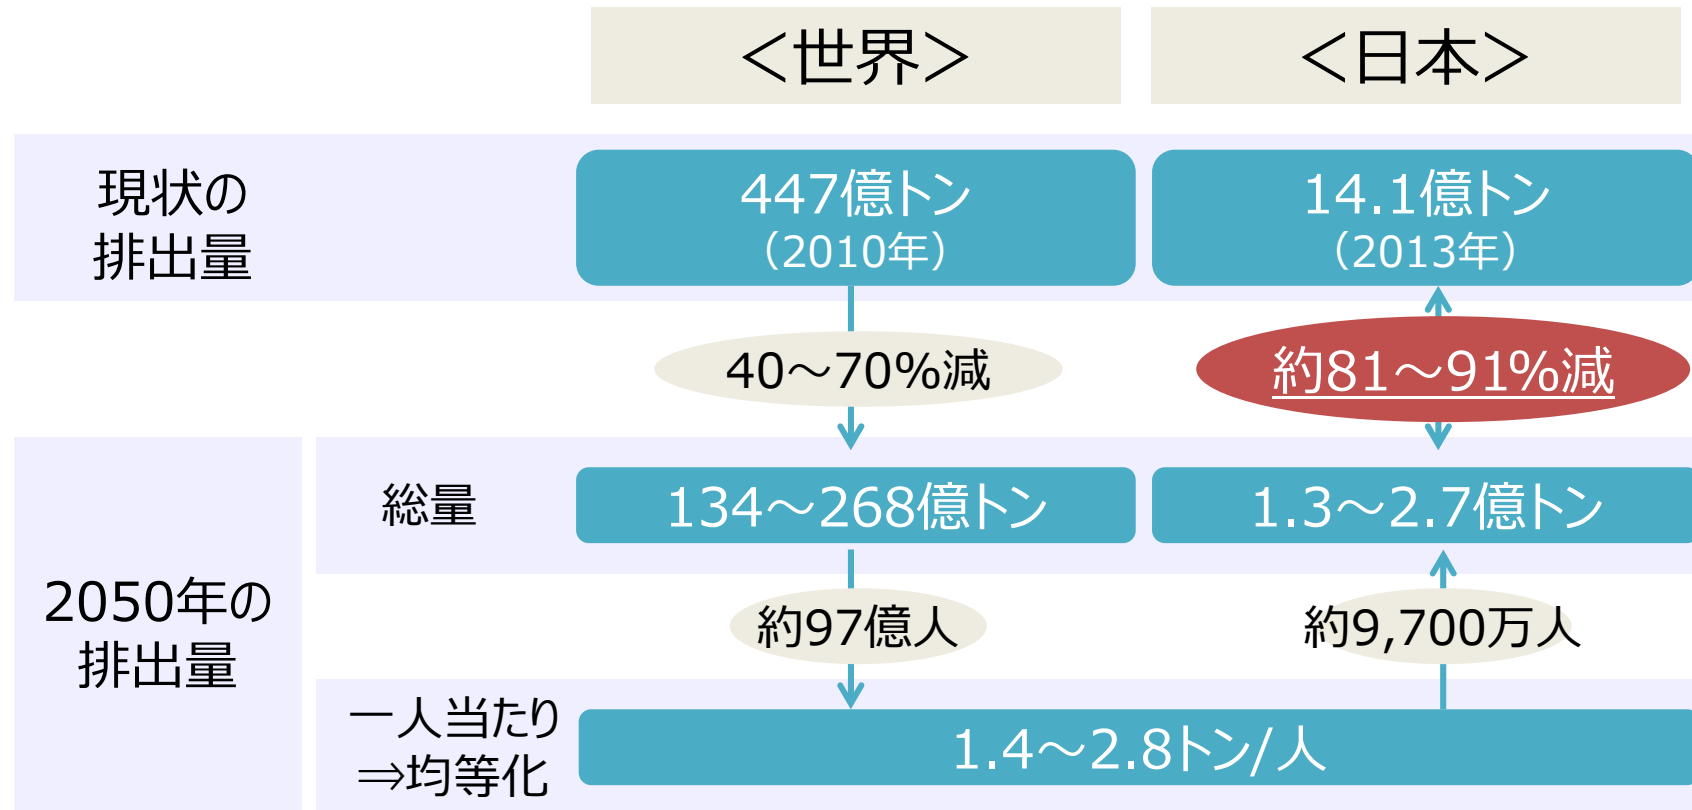 ＜世界＞
＜日本＞
現状の
排出量
447億トン
（2010年）
14.1億トン
（2013年）
40～70%減
約81～91%減
2050年の
排出量
総量
134～268億トン
1.3～2.7億トン
約97億人
約9,700万人
一人当たり
⇒均等化
1.4～2.8トン/人